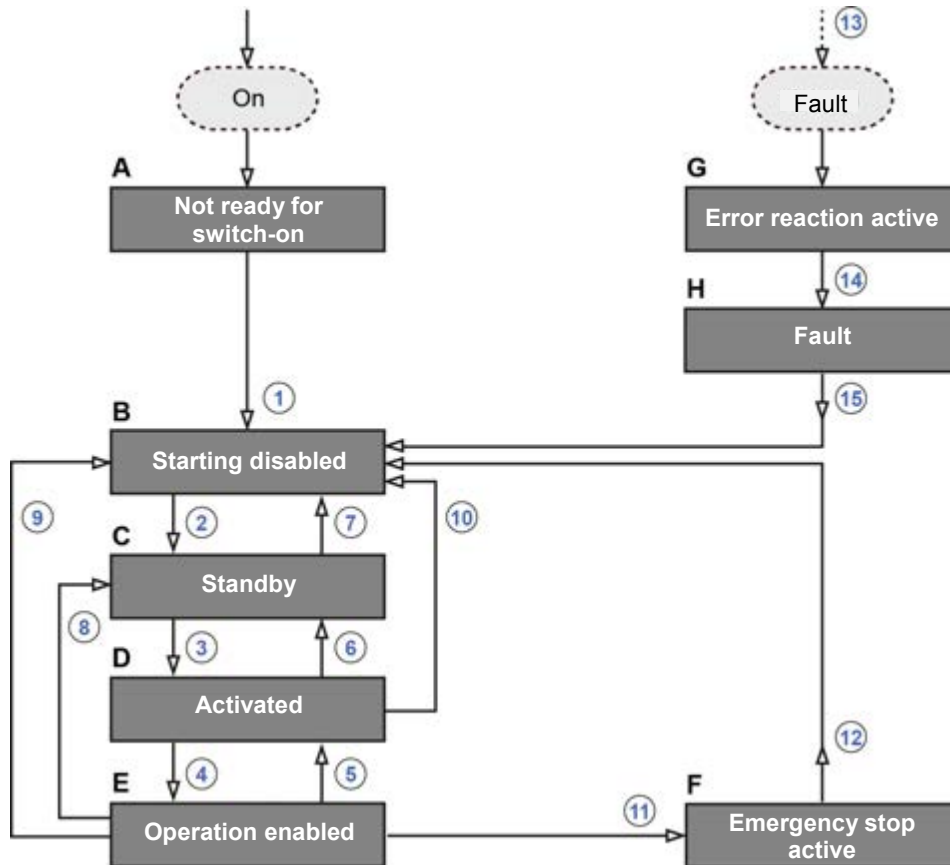 13
On
Fault
A
Not ready for
switch-on
G
Error reaction active
14
H
Fault
15
1
B
Starting disabled
9
2
7
10
C
Standby
8
3
6
D
Activated
12
4
5
E
Operation enabled
11
F
Emergency stop
active